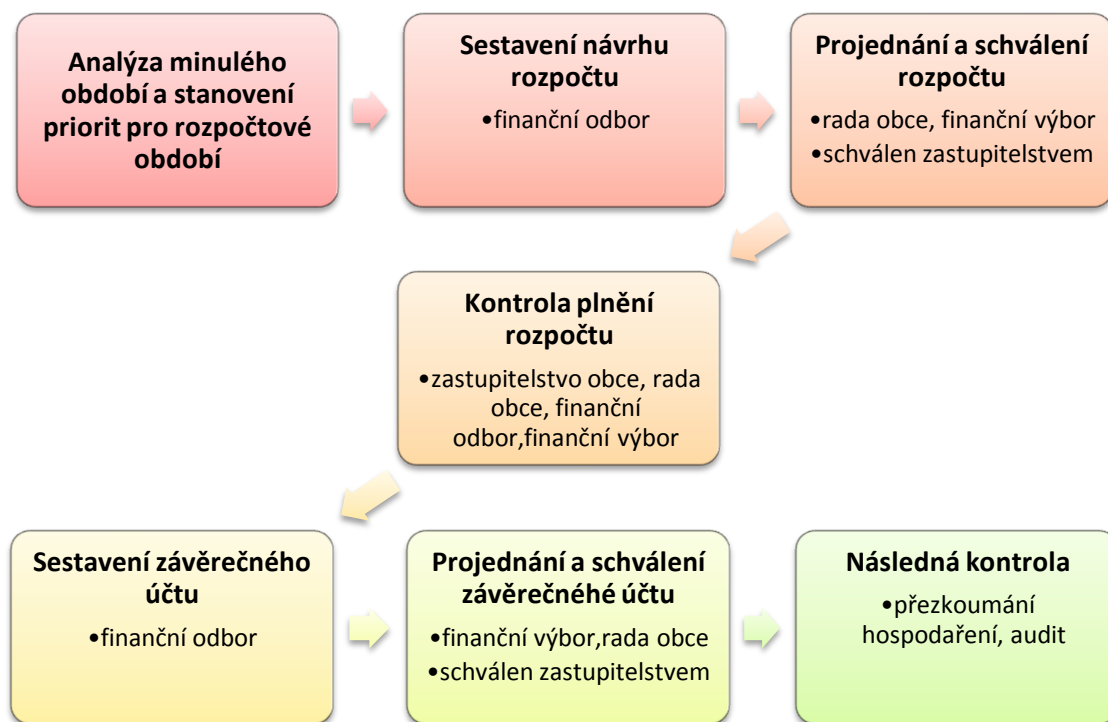 Analýza minulého
období a stanovení
priorit pro rozpočtové
období
Sestavení návrhu
rozpočtu
•finanční odbor
Projednání a schválení
rozpočtu
•rada obce, finanční výbor
•schválen zastupitelstvem
Kontrola plnění
rozpočtu
•zastupitelstvo obce, rada
obce, finanční
odbor,finanční výbor
Sestavení závěrečného
účtu
•finanční odbor
Projednání a schválení
závěrečnéhé účtu
•finanční výbor,rada obce
•schválen zastupitelstvem
Následná kontrola
•přezkoumání
hospodaření, audit